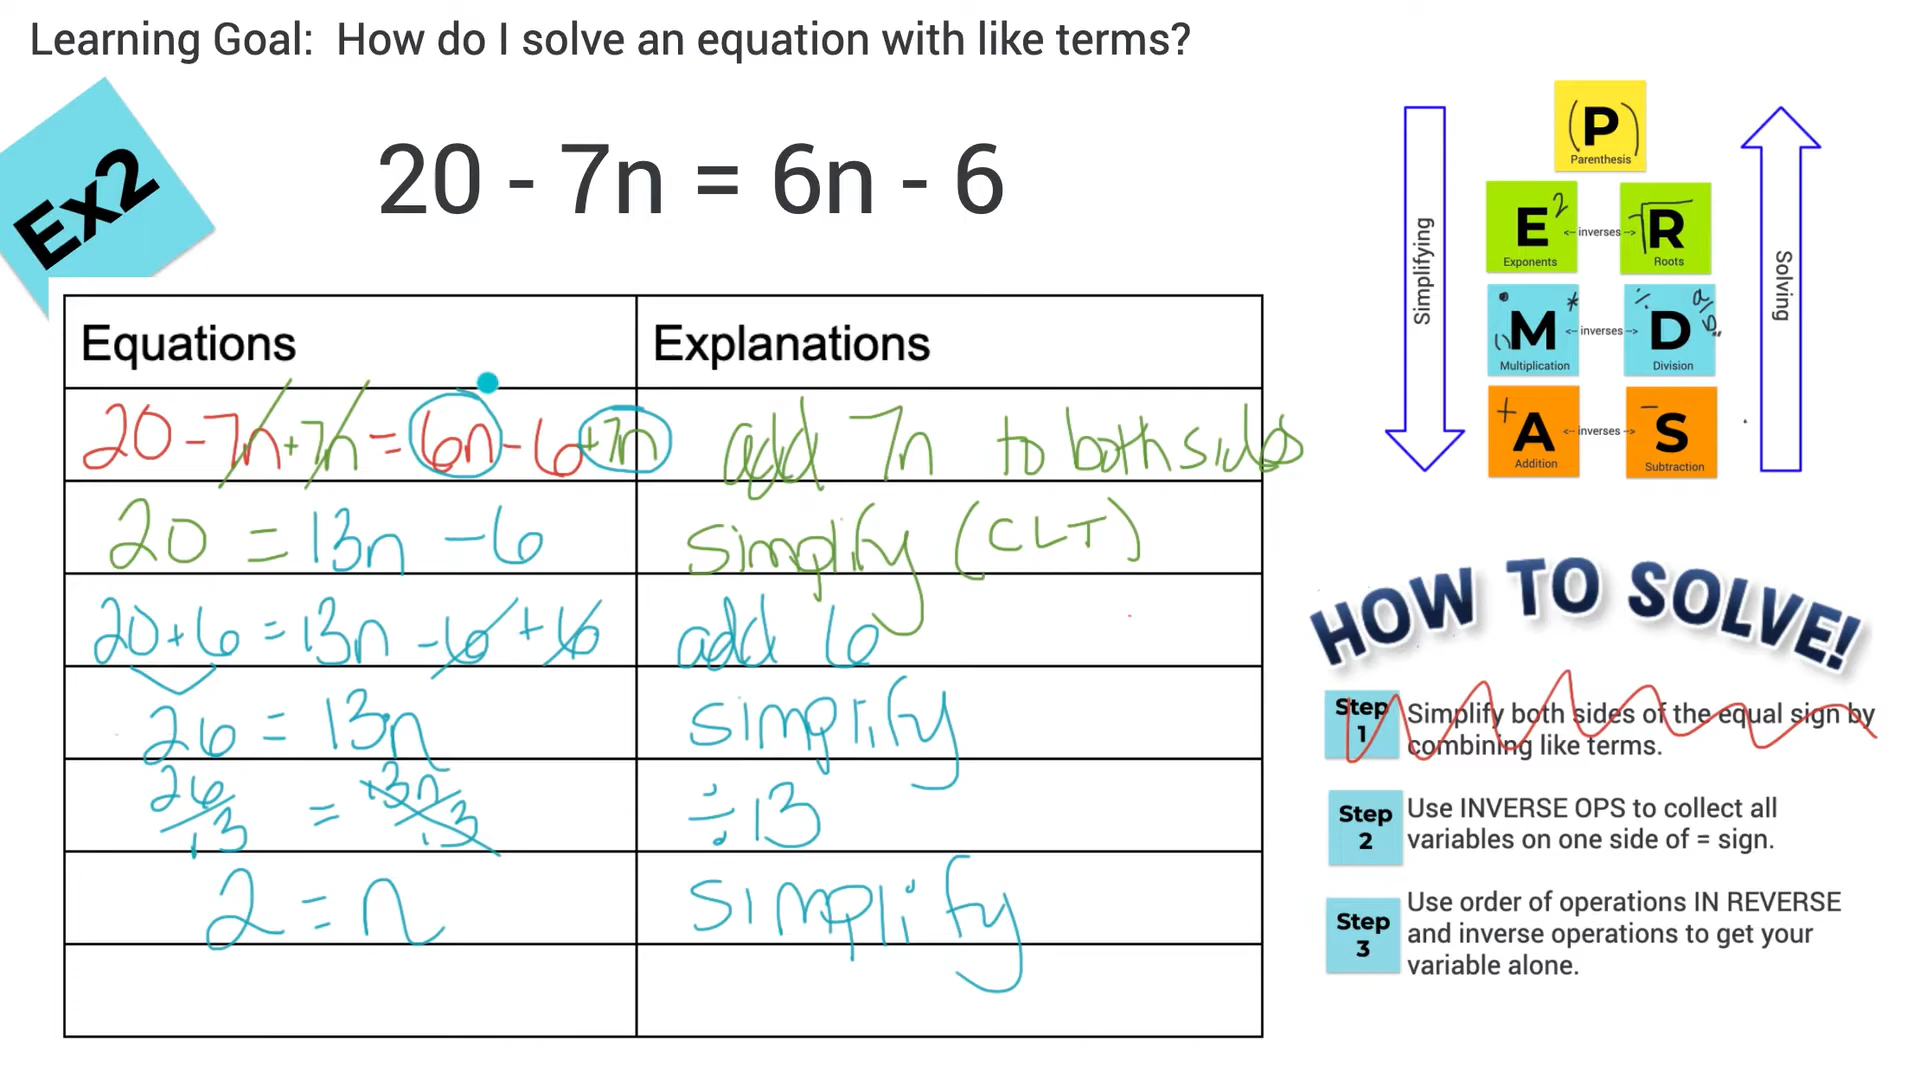 Learning Goal: How do I solve an equation with like terms?
Ex2
20 - 7n = 6n - 6
Equations Explanations
20 - 7n + 7n = 6n - 6 + 7n add 7n to both sides
20 = 13n - 6 simplify (CLT)
20 + 6 = 13n - 6 + 6 add 6
26 = 13n simplify
26/13 = 13n/13 ÷ 13
2 = n simplify
Simplifying
(P)
Parenthesis
E 2 <-- inverses --> √R
Exponents Roots
• * () M <-- inverses --> ÷ D a/b
Multiplication Division
+ A <-- inverses --> - S
Addition Subtraction
Solving
HOW TO SOLVE!
Step 1 Simplify both sides of the equal sign by
combining like terms.
Step 2 Use INVERSE OPS to collect all
variables on one side of = sign.
Step 3 Use order of operations IN REVERSE
and inverse operations to get your
variable alone.